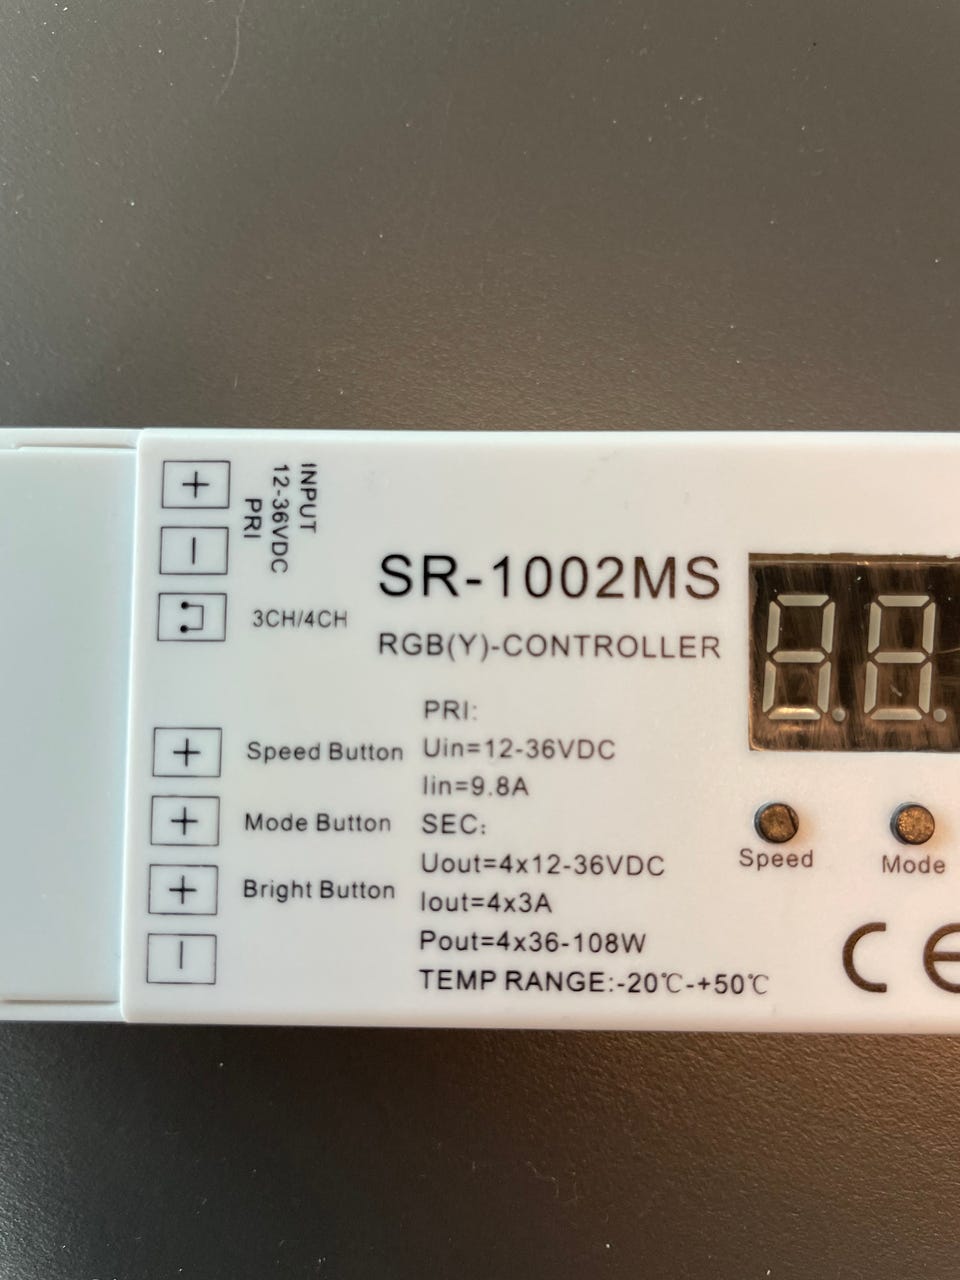 INPUT
12-36VDC
PRI
+
−
3CH/4CH
SR-1002MS
RGB(Y)-CONTROLLER
+ Speed Button
+ Mode Button
+ Bright Button
−
PRI:
Uin=12-36VDC
Iin=9.8A
SEC:
Uout=4x12-36VDC
Iout=4x3A
Pout=4x36-108W
TEMP RANGE:-20℃-+50℃
Speed
Mode
CE